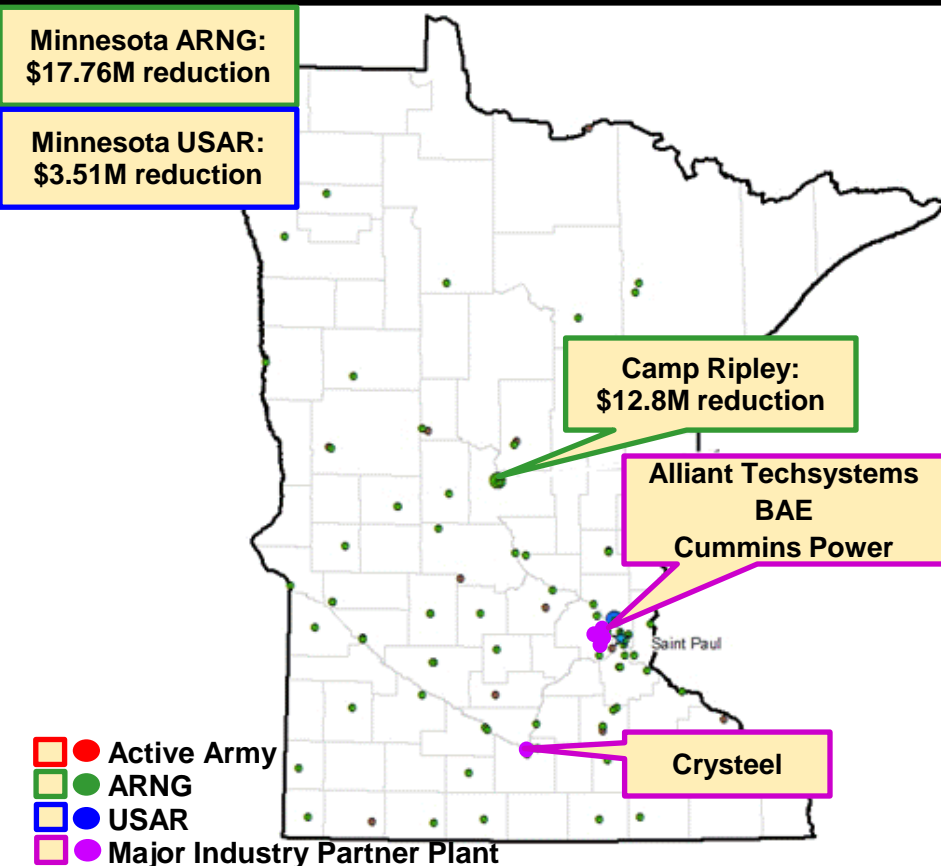 Minnesota ARNG:
$17.76M reduction
Minnesota USAR:
$3.51M reduction
Camp Ripley:
$12.8M reduction
Alliant Techsystems
BAE
Cummins Power
Saint Paul
Crysteel
Active Army
ARNG
USAR
Major Industry Partner Plant